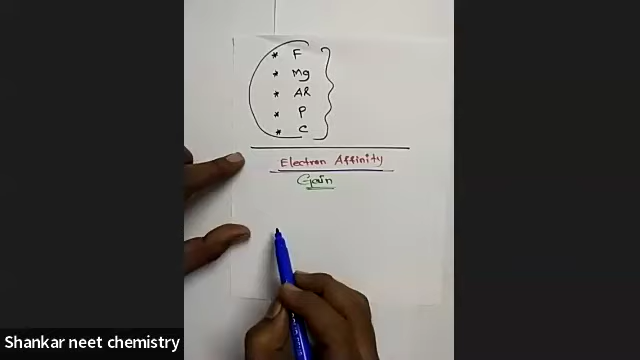 * F
* Mg
* AR
* P
* C
Electron Affinity
Gain
Shankar neet chemistry